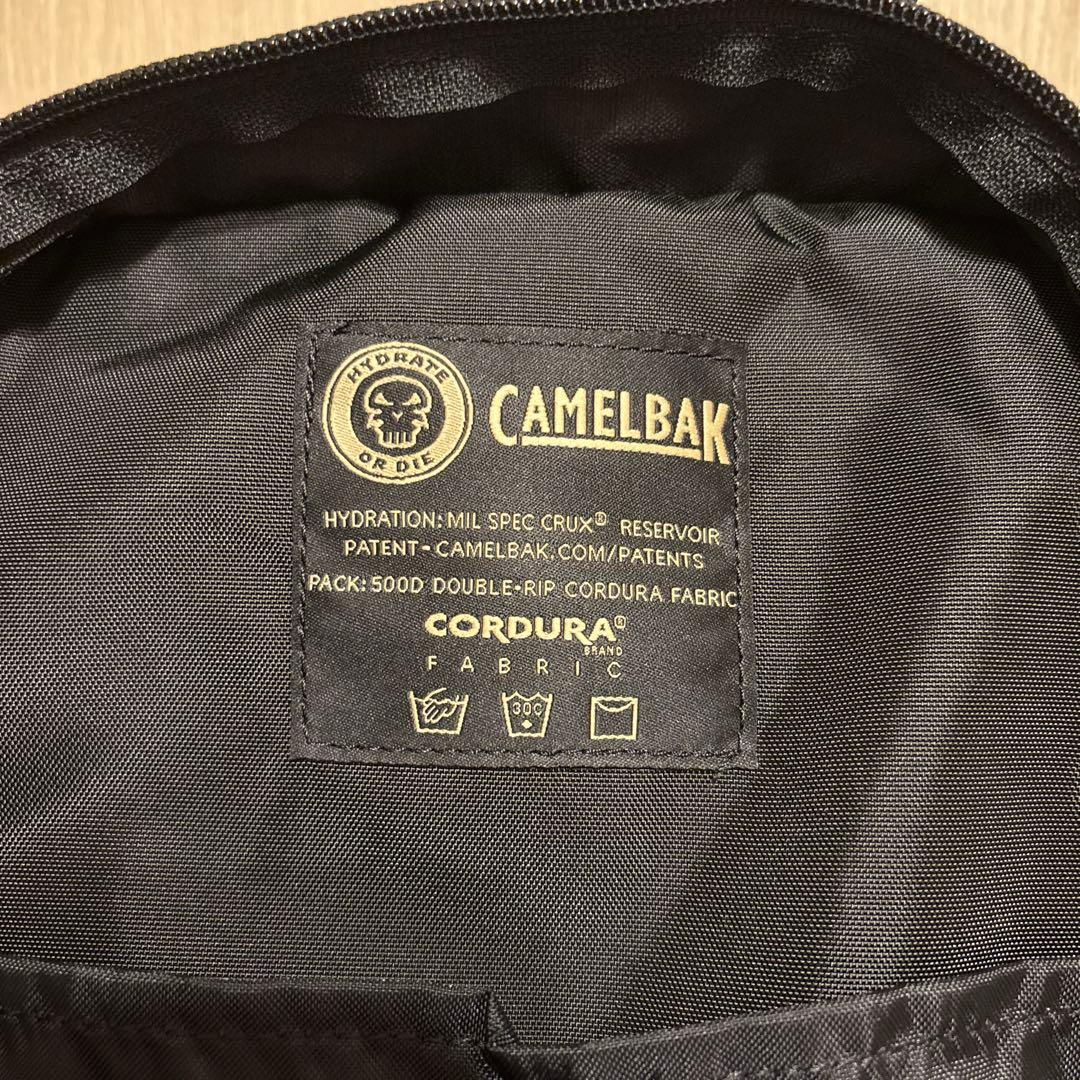 HYDRATE
OR DIE
CAMELBAK
HYDRATION: MIL SPEC CRUX® RESERVOIR
PATENT-CAMELBAK.COM/PATENTS
PACK: 500D DOUBLE-RIP CORDURA FABRIC
CORDURA®
BRAND
FABRIC
30C